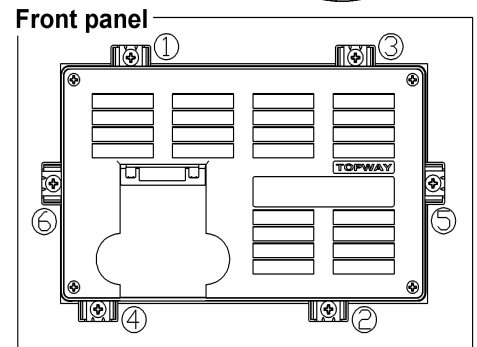 Front panel
① ③
TOPWAY
⑥ ⑤
④ ②